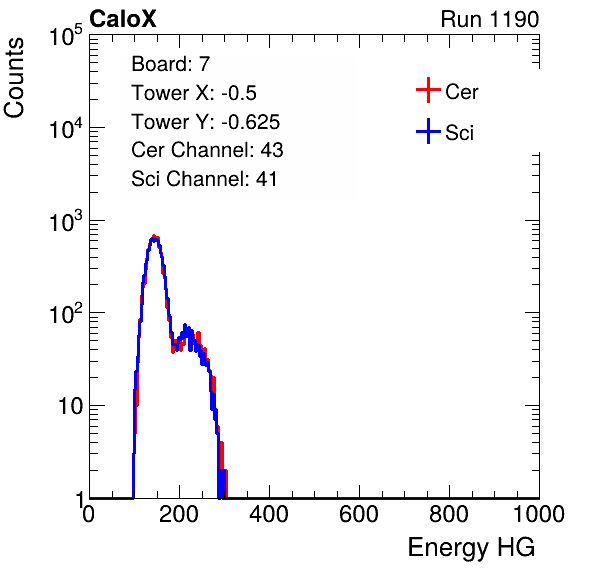 CaloX Run 1190
Counts
10^5
10^4
10^3
10^2
10
1
Board: 7
Tower X: -0.5
Tower Y: -0.625
Cer Channel: 43
Sci Channel: 41
Cer
Sci
0 200 400 600 800 1000
Energy HG